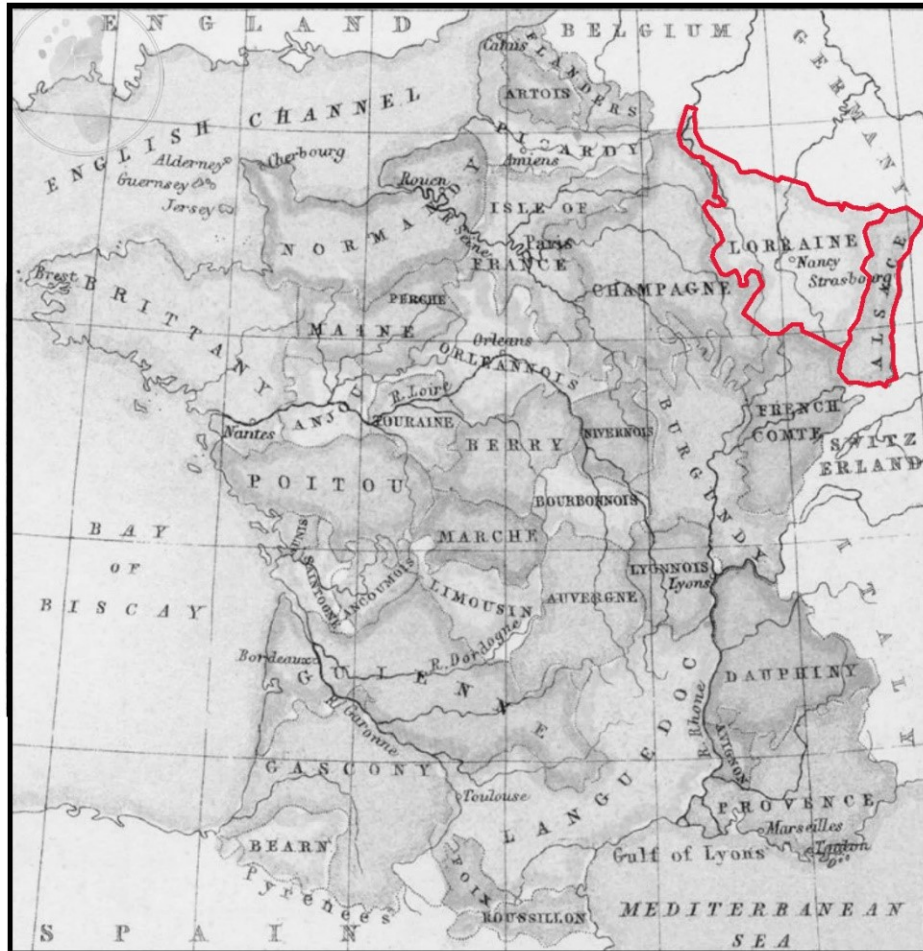 ENGLAND
BELGIUM
GERMANY
Calais
FLANDERS
ARTOIS
ENGLISH CHANNEL
PICARDY
Amiens
Alderney
Guernsey
Jersey
Cherbourg
Rouen
NORMANDY
R. Seine
ISLE OF
FRANCE
Paris
LORRAINE
Nancy
Strasbourg
ALSACE
CHAMPAGNE
Brest
BRITTANY
PERCHE
MAINE
Orleans
ORLEANNOIS
Nantes
ANJOU
R. Loire
TOURAINE
BERRY
NIVERNOIS
BURGUNDY
FRENCH
COMTE
SWITZ
ERLAND
POITOU
BOURBONNOIS
BAY
OF
BISCAY
AUNIS
SAINTOGNE
ANGOUMOIS
MARCHE
LIMOUSIN
AUVERGNE
LYONNOIS
Lyons
ITALY
Bordeaux
GUIENNE
R. Dordogne
R. Garonne
LANGUEDOC
R. Rhone
DAUPHINY
AVIGNON
GASCONY
Toulouse
PROVENCE
Marseilles
Toulon
BEARN
Pyrenees
FOIX
ROUSSILLON
Gulf of Lyons
MEDITERRANEAN
SEA
SPAIN